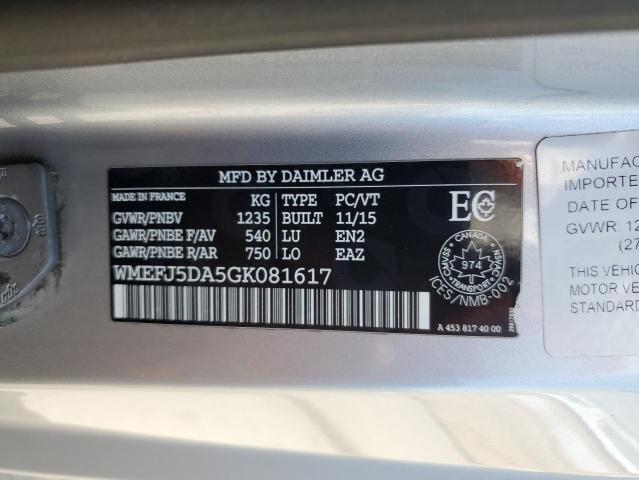 MFD BY DAIMLER AG
MADE IN FRANCE KG TYPE PC/VT
GVWR/PNBV 1235 BUILT 11/15
GAWR/PNBE F/AV 540 LU EN2
GAWR/PNBE R/AR 750 LO EAZ
WMEFJ5DA5GK081617
EC
CANADA
CMVSS 974 NSVAC
TRANSPORT
ICES/NMB-002
A 453 817 40 00
MANUFAC
IMPORTE
DATE OF
GVWR: 12
(27
THIS VEHIC
MOTOR VE
STANDARD